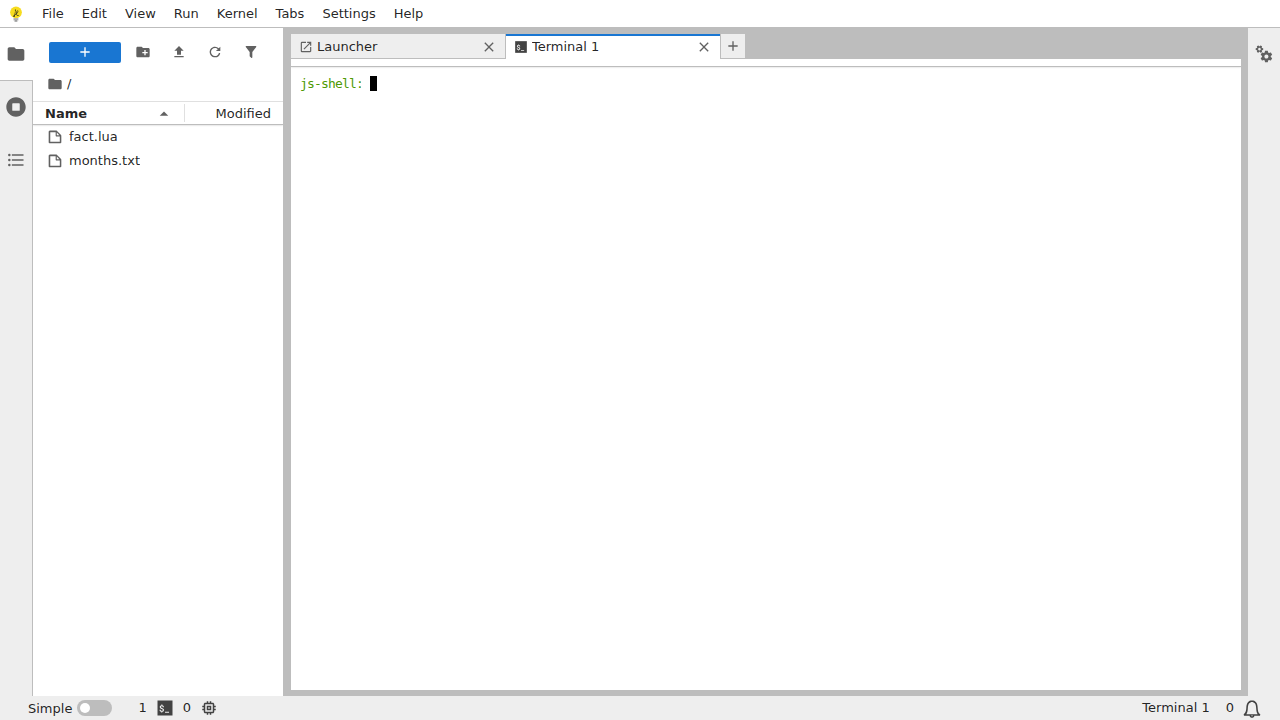 File Edit View Run Kernel Tabs Settings Help
Launcher
Terminal 1
/
Name Modified
fact.lua
months.txt
js-shell:
Simple 1 0 Terminal 1 0